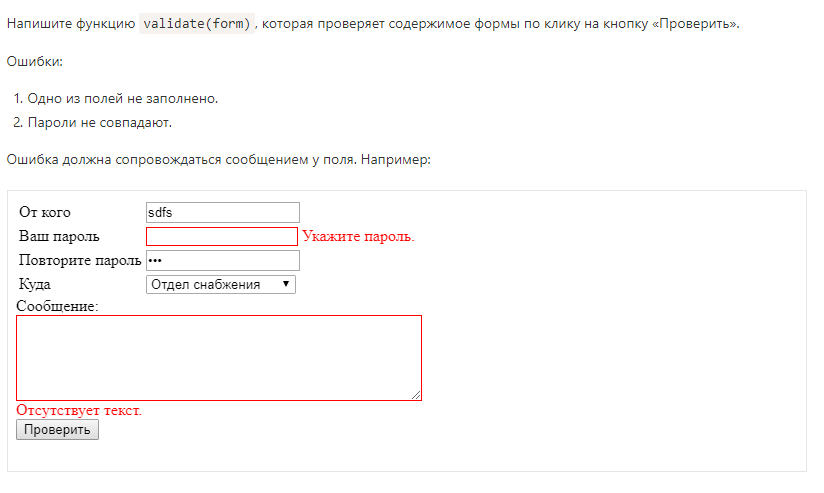 Напишите функцию validate(form), которая проверяет содержимое формы по клику на кнопку «Проверить».
Ошибки:
1. Одно из полей не заполнено.
2. Пароли не совпадают.
Ошибка должна сопровождаться сообщением у поля. Например:
От кого sdfs
Ваш пароль Укажите пароль.
Повторите пароль •••
Куда Отдел снабжения
Сообщение:
Отсутствует текст.
Проверить